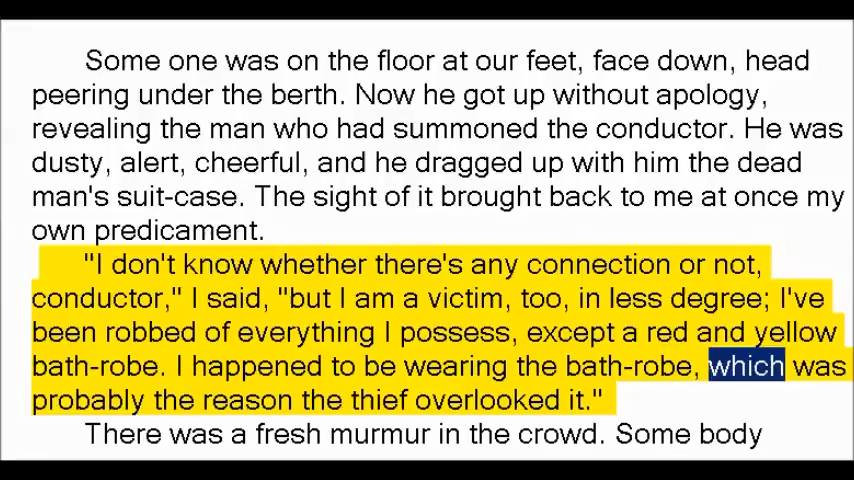 Some one was on the floor at our feet, face down, head
peering under the berth. Now he got up without apology,
revealing the man who had summoned the conductor. He was
dusty, alert, cheerful, and he dragged up with him the dead
man's suit-case. The sight of it brought back to me at once my
own predicament.
"I don't know whether there's any connection or not,
conductor," I said, "but I am a victim, too, in less degree; I've
been robbed of everything I possess, except a red and yellow
bath-robe. I happened to be wearing the bath-robe, which was
probably the reason the thief overlooked it."
There was a fresh murmur in the crowd. Some body